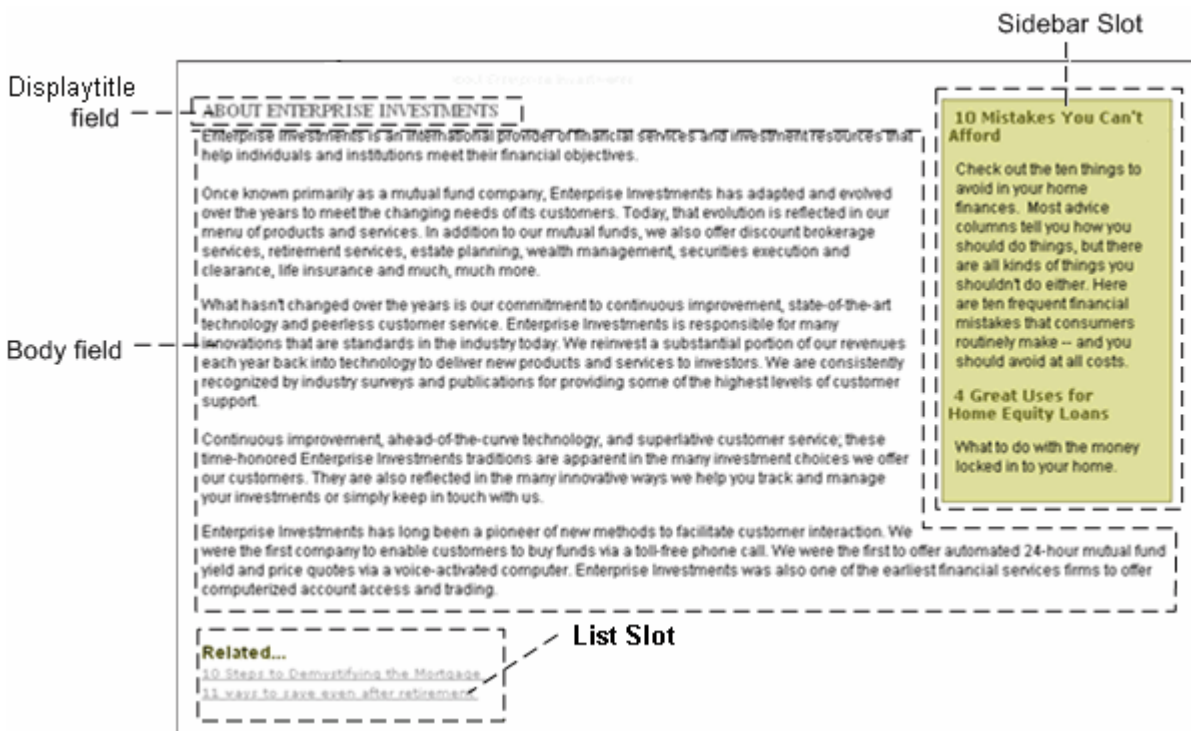 Sidebar Slot
Displaytitle
field
About Enterprise Investments
ABOUT ENTERPRISE INVESTMENTS
Enterprise Investments is an international provider of financial services and investment resources that
help individuals and institutions meet their financial objectives.
Once known primarily as a mutual fund company, Enterprise Investments has adapted and evolved
over the years to meet the changing needs of its customers. Today, that evolution is reflected in our
menu of products and services. In addition to our mutual funds, we also offer discount brokerage
services, retirement services, estate planning, wealth management, securities execution and
clearance, life insurance and much, much more.
What hasn't changed over the years is our commitment to continuous improvement, state-of-the-art
technology and peerless customer service. Enterprise Investments is responsible for many
innovations that are standards in the industry today. We reinvest a substantial portion of our revenues
each year back into technology to deliver new products and services to investors. We are consistently
recognized by industry surveys and publications for providing some of the highest levels of customer
support.
Body field
Continuous improvement, ahead-of-the-curve technology, and superlative customer service; these
time-honored Enterprise Investments traditions are apparent in the many investment choices we offer
our customers. They are also reflected in the many innovative ways we help you track and manage
your investments or simply keep in touch with us.
Enterprise Investments has long been a pioneer of new methods to facilitate customer interaction. We
were the first company to enable customers to buy funds via a toll-free phone call. We were the first to offer automated 24-hour mutual fund
yield and price quotes via a voice-activated computer. Enterprise Investments was also one of the earliest financial services firms to offer
computerized account access and trading.
10 Mistakes You Can't
Afford
Check out the ten things to
avoid in your home
finances. Most advice
columns tell you how you
should do things, but there
are all kinds of things you
shouldn't do either. Here
are ten frequent financial
mistakes that consumers
routinely make -- and you
should avoid at all costs.
4 Great Uses for
Home Equity Loans
What to do with the money
locked in to your home.
List Slot
Related...
10 Steps to Demystifying the Mortgage
11 ways to save even after retirement